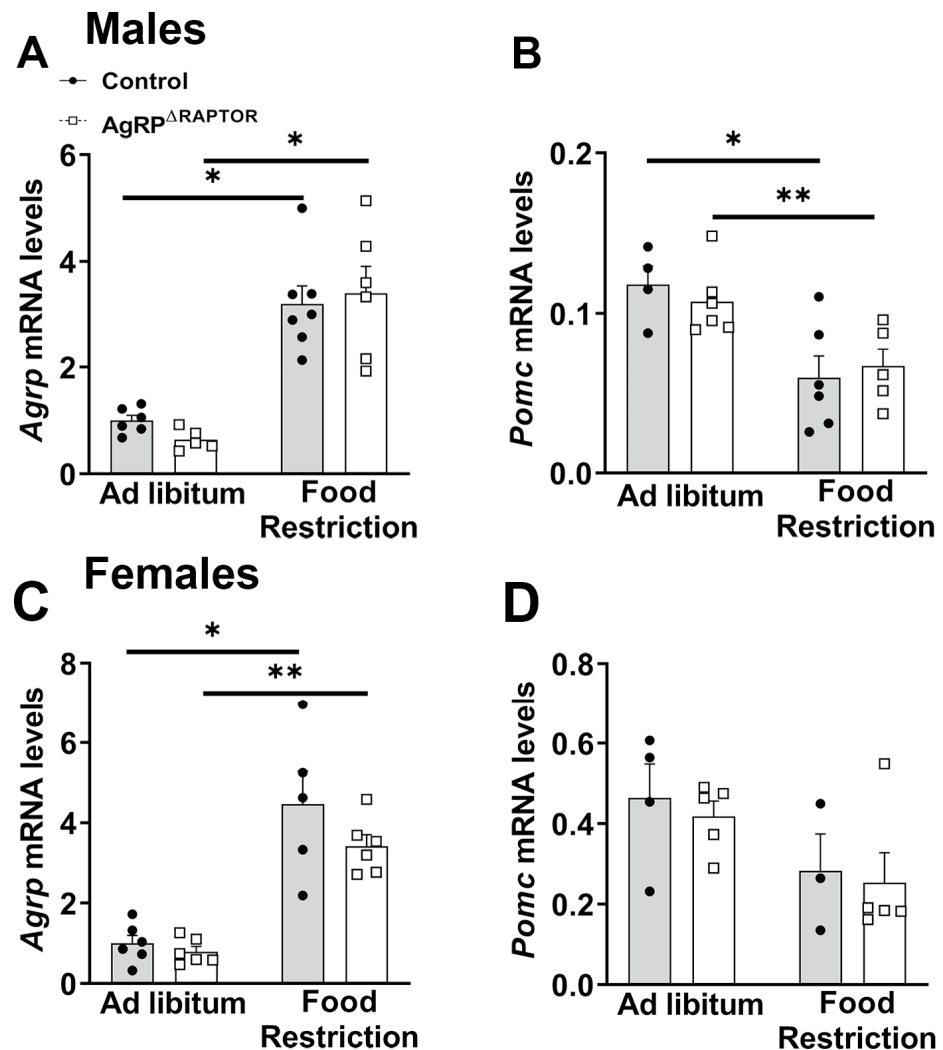 Males
A
B
Control
AgRPΔRAPTOR
*
*
*
**
6
4
2
0
Agrp mRNA levels
0.2
0.1
0.0
Pomc mRNA levels
Ad libitum
Food
Restriction
Ad libitum
Food
Restriction
Females
C
D
*
**
8
6
4
2
0
Agrp mRNA levels
0.8
0.6
0.4
0.2
0.0
Pomc mRNA levels
Ad libitum
Food
Restriction
Ad libitum
Food
Restriction